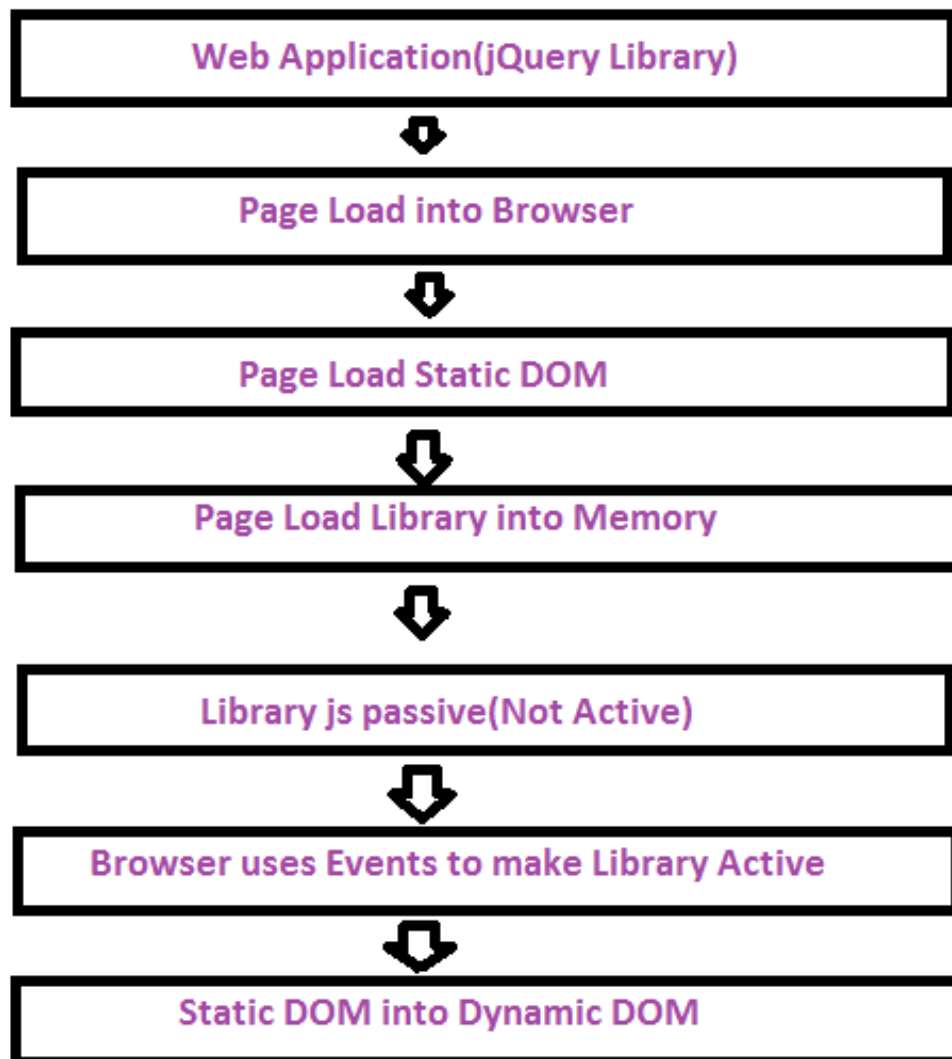 Web Application(jQuery Library)
Page Load into Browser
Page Load Static DOM
Page Load Library into Memory
Library js passive(Not Active)
Browser uses Events to make Library Active
Static DOM into Dynamic DOM